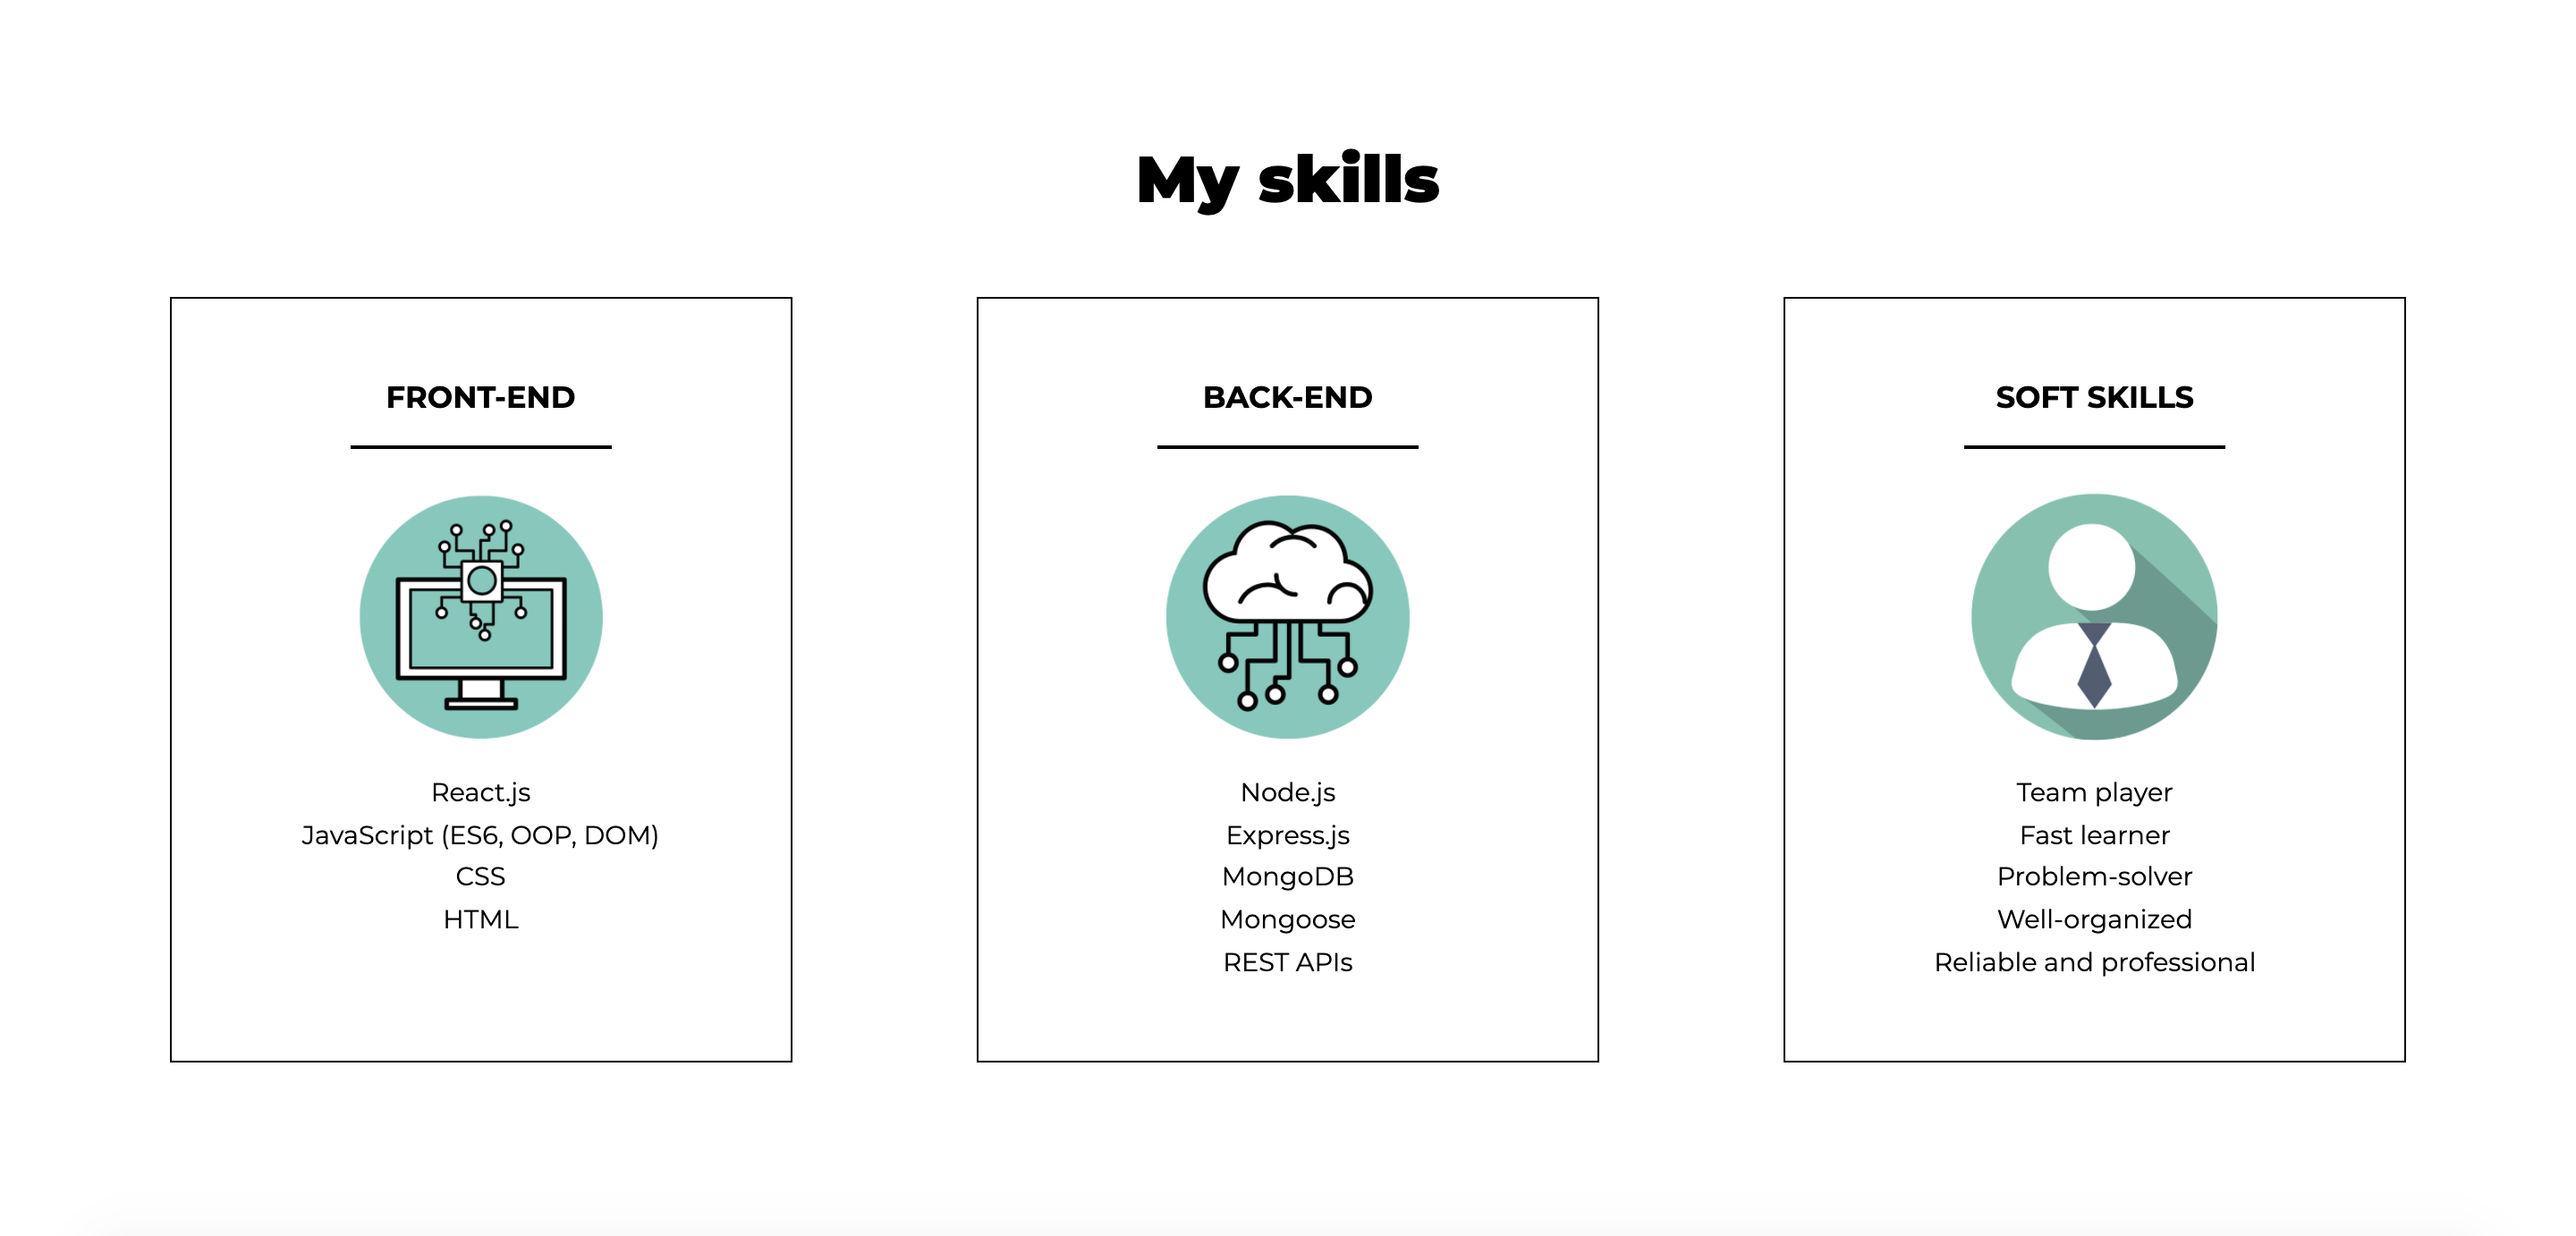 My skills
FRONT-END
React.js
JavaScript (ES6, OOP, DOM)
CSS
HTML
BACK-END
Node.js
Express.js
MongoDB
Mongoose
REST APIs
SOFT SKILLS
Team player
Fast learner
Problem-solver
Well-organized
Reliable and professional